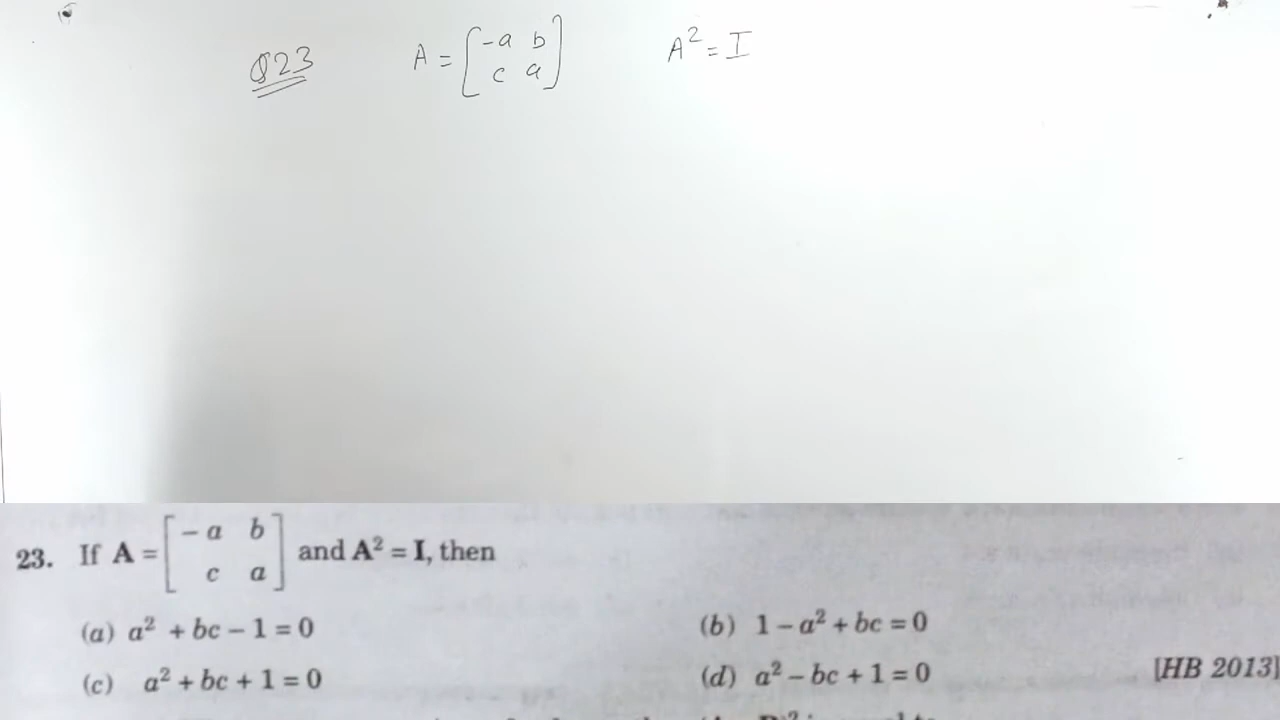 Q23 A = [-a b c a] A² = I
23. If A = [-a b c a] and A² = I, then
(a) a² + bc − 1 = 0 (b) 1 − a² + bc = 0
(c) a² + bc + 1 = 0 (d) a² − bc + 1 = 0 [HB 2013]